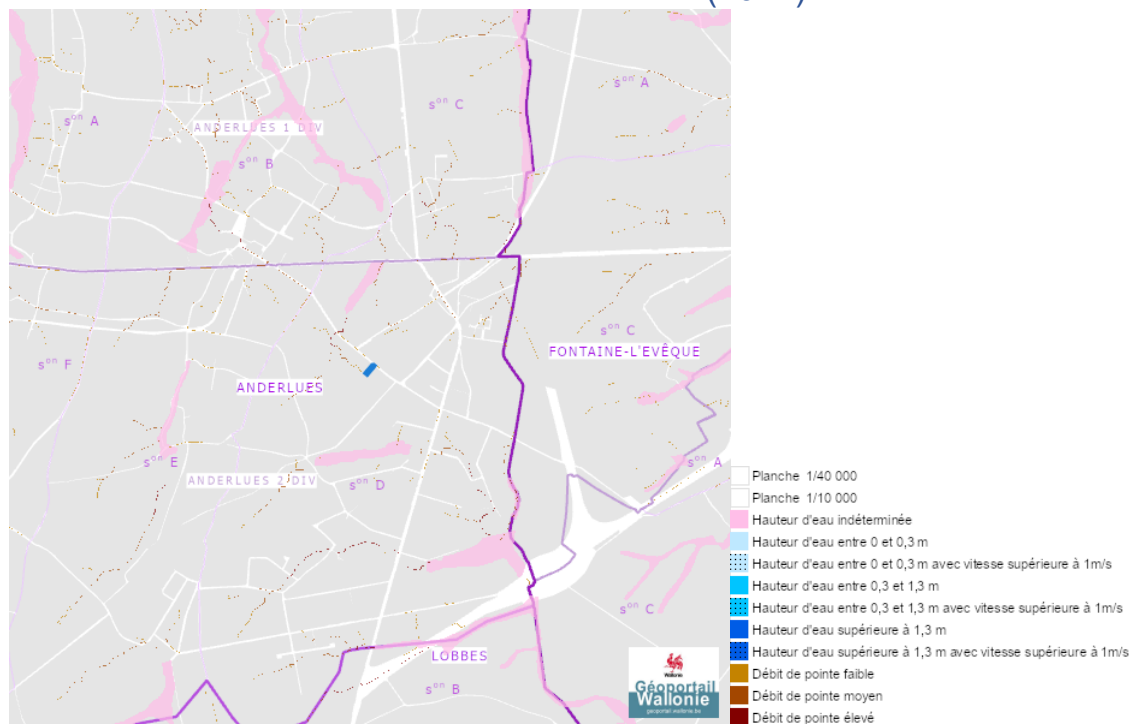 sᵒⁿ A
sᵒⁿ C
sᵒⁿ A
ANDERLUES 1 DIV
sᵒⁿ B
sᵒⁿ C
FONTAINE-L'EVÊQUE
sᵒⁿ F
ANDERLUES
sᵒⁿ E
sᵒⁿ A
ANDERLUES 2 DIV
sᵒⁿ D
sᵒⁿ C
LOBBES
sᵒⁿ B
Wallonie
Géoportail
Wallonie
geoportail.wallonie.be
Planche 1/40 000
Planche 1/10 000
Hauteur d'eau indéterminée
Hauteur d'eau entre 0 et 0,3 m
Hauteur d'eau entre 0 et 0,3 m avec vitesse supérieure à 1m/s
Hauteur d'eau entre 0,3 et 1,3 m
Hauteur d'eau entre 0,3 et 1,3 m avec vitesse supérieure à 1m/s
Hauteur d'eau supérieure à 1,3 m
Hauteur d'eau supérieure à 1,3 m avec vitesse supérieure à 1m/s
Débit de pointe faible
Débit de pointe moyen
Débit de pointe élevé